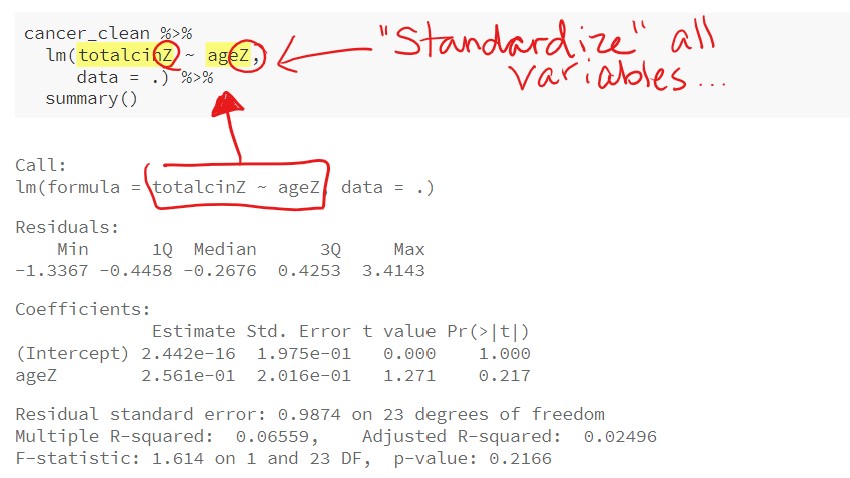 cancer_clean %>%
lm(totalcinZ ~ ageZ,
data = .) %>%
summary()
"Standardize" all
variables...
Call:
lm(formula = totalcinZ ~ ageZ, data = .)
Residuals:
Min 1Q Median 3Q Max
-1.3367 -0.4458 -0.2676 0.4253 3.4143
Coefficients:
Estimate Std. Error t value Pr(>|t|)
(Intercept) 2.442e-16 1.975e-01 0.000 1.000
ageZ 2.561e-01 2.016e-01 1.271 0.217
Residual standard error: 0.9874 on 23 degrees of freedom
Multiple R-squared: 0.06559, Adjusted R-squared: 0.02496
F-statistic: 1.614 on 1 and 23 DF, p-value: 0.2166